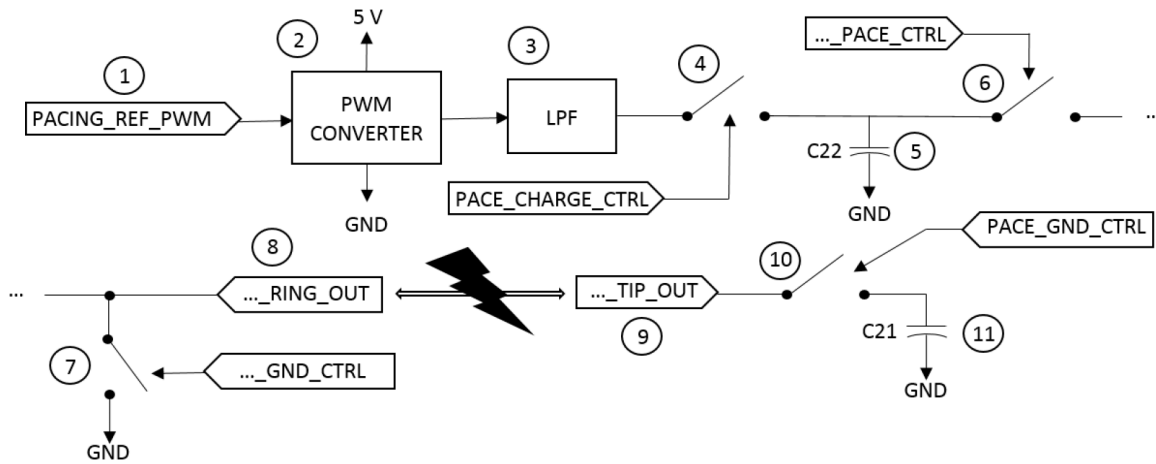 5 V
..._PACE_CTRL
1
2
3
4
6
PACING_REF_PWM
PWM
CONVERTER
LPF
...
C22
5
PACE_CHARGE_CTRL
GND
GND
8
10
PACE_GND_CTRL
...
..._RING_OUT
..._TIP_OUT
9
C21
11
7
..._GND_CTRL
GND
GND